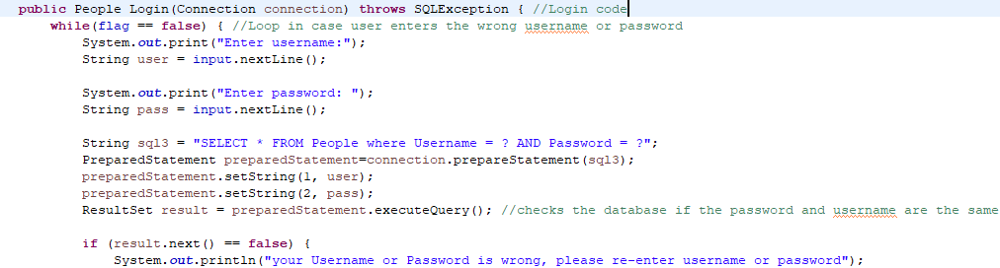 public People Login(Connection connection) throws SQLException { //Login code
while(flag == false) { //Loop in case user enters the wrong username or password
System.out.print("Enter username:");
String user = input.nextLine();
System.out.print("Enter password: ");
String pass = input.nextLine();
String sql3 = "SELECT * FROM People where Username = ? AND Password = ?";
PreparedStatement preparedStatement=connection.prepareStatement(sql3);
preparedStatement.setString(1, user);
preparedStatement.setString(2, pass);
ResultSet result = preparedStatement.executeQuery(); //checks the database if the password and username are the same
if (result.next() == false) {
System.out.println("your Username or Password is wrong, please re-enter username or password");